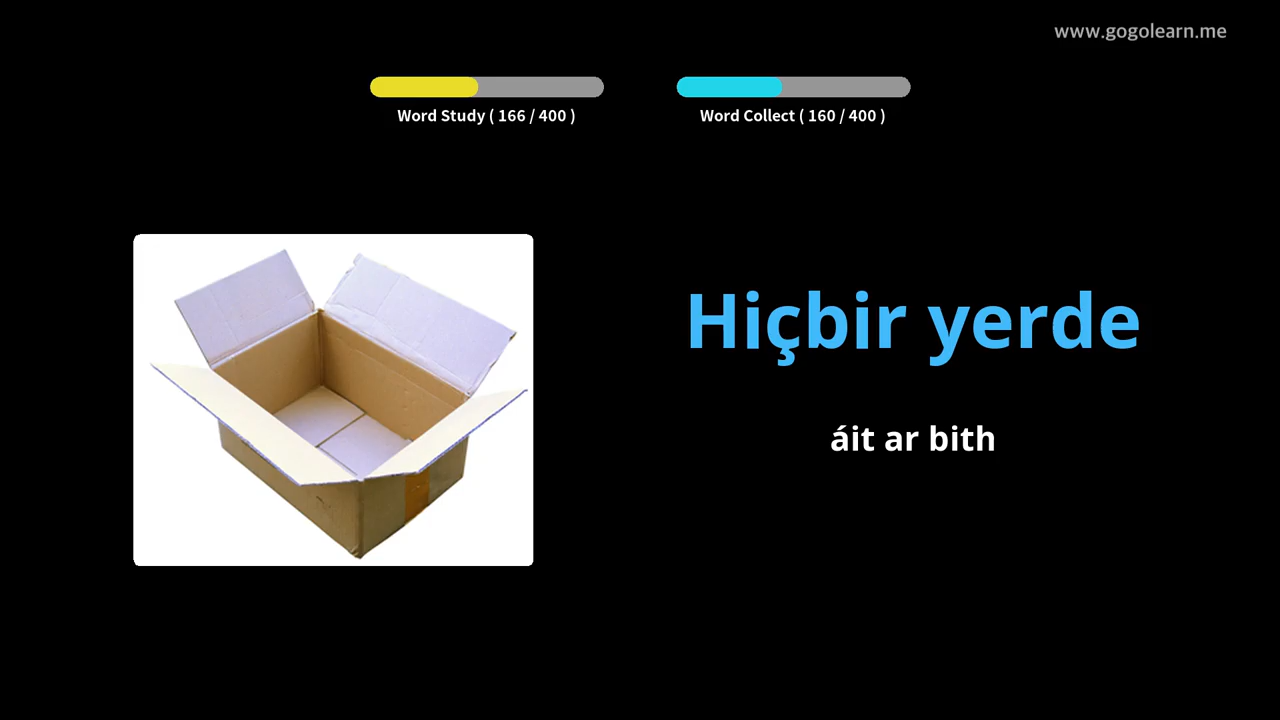 www.gogolearn.me
Word Study ( 166 / 400 )
Word Collect ( 160 / 400 )
Hiçbir yerde
áit ar bith